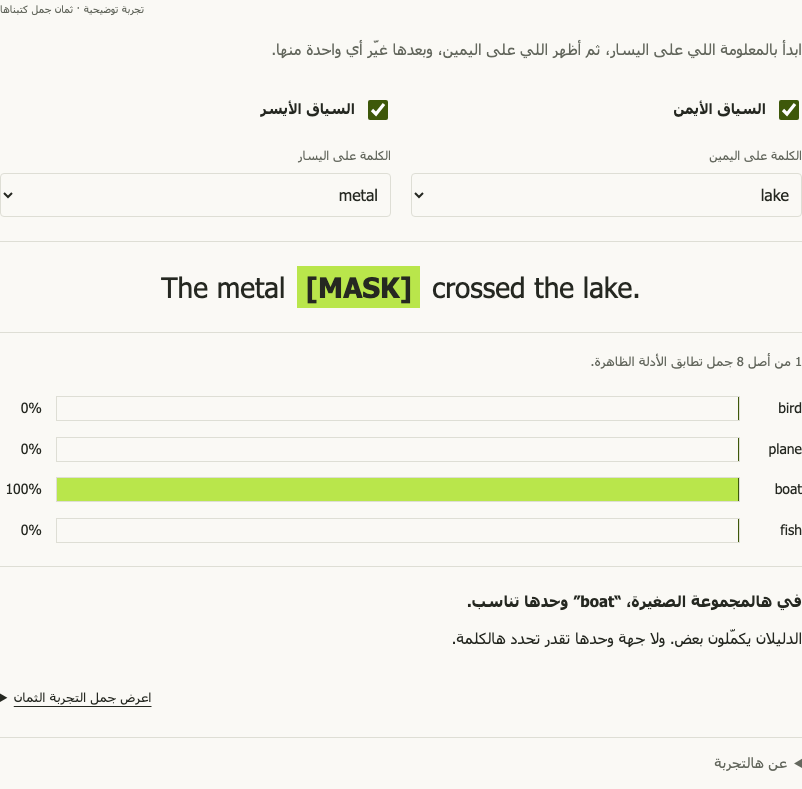 تجربة توضيحية · ثمان جمل كتبناها
ابدأ بالمعلومة اللي على اليسار، ثم أظهر اللي على اليمين، وبعدها غيّر أي واحدة منها.
السياق الأيمن
السياق الأيسر
الكلمة على اليمين
الكلمة على اليسار
lake
metal
The metal [MASK] crossed the lake.
1 من أصل 8 جمل تطابق الأدلة الظاهرة.
bird 0%
plane 0%
boat 100%
fish 0%
في هالمجموعة الصغيرة، “boat” وحدها تناسب.
الدليلان يكمّلون بعض. ولا جهة وحدها تقدر تحدد هالكلمة.
اعرض جمل التجربة الثمان
عن هالتجربة